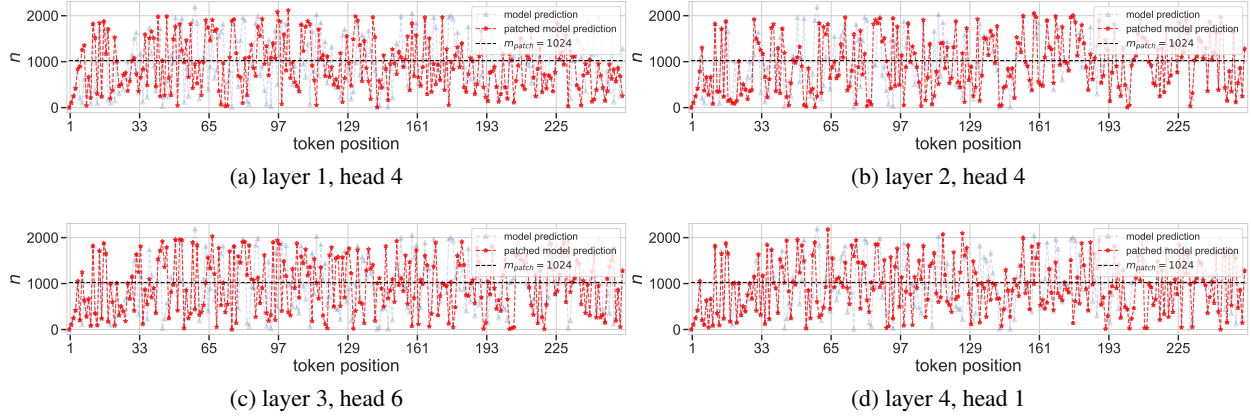 2000
1000
0
n
1 33 65 97 129 161 193 225
token position
model prediction
patched model prediction
m_patch = 1024
(a) layer 1, head 4
2000
1000
0
n
1 33 65 97 129 161 193 225
token position
model prediction
patched model prediction
m_patch = 1024
(b) layer 2, head 4
2000
1000
0
n
1 33 65 97 129 161 193 225
token position
model prediction
patched model prediction
m_patch = 1024
(c) layer 3, head 6
2000
1000
0
n
1 33 65 97 129 161 193 225
token position
model prediction
patched model prediction
m_patch = 1024
(d) layer 4, head 1